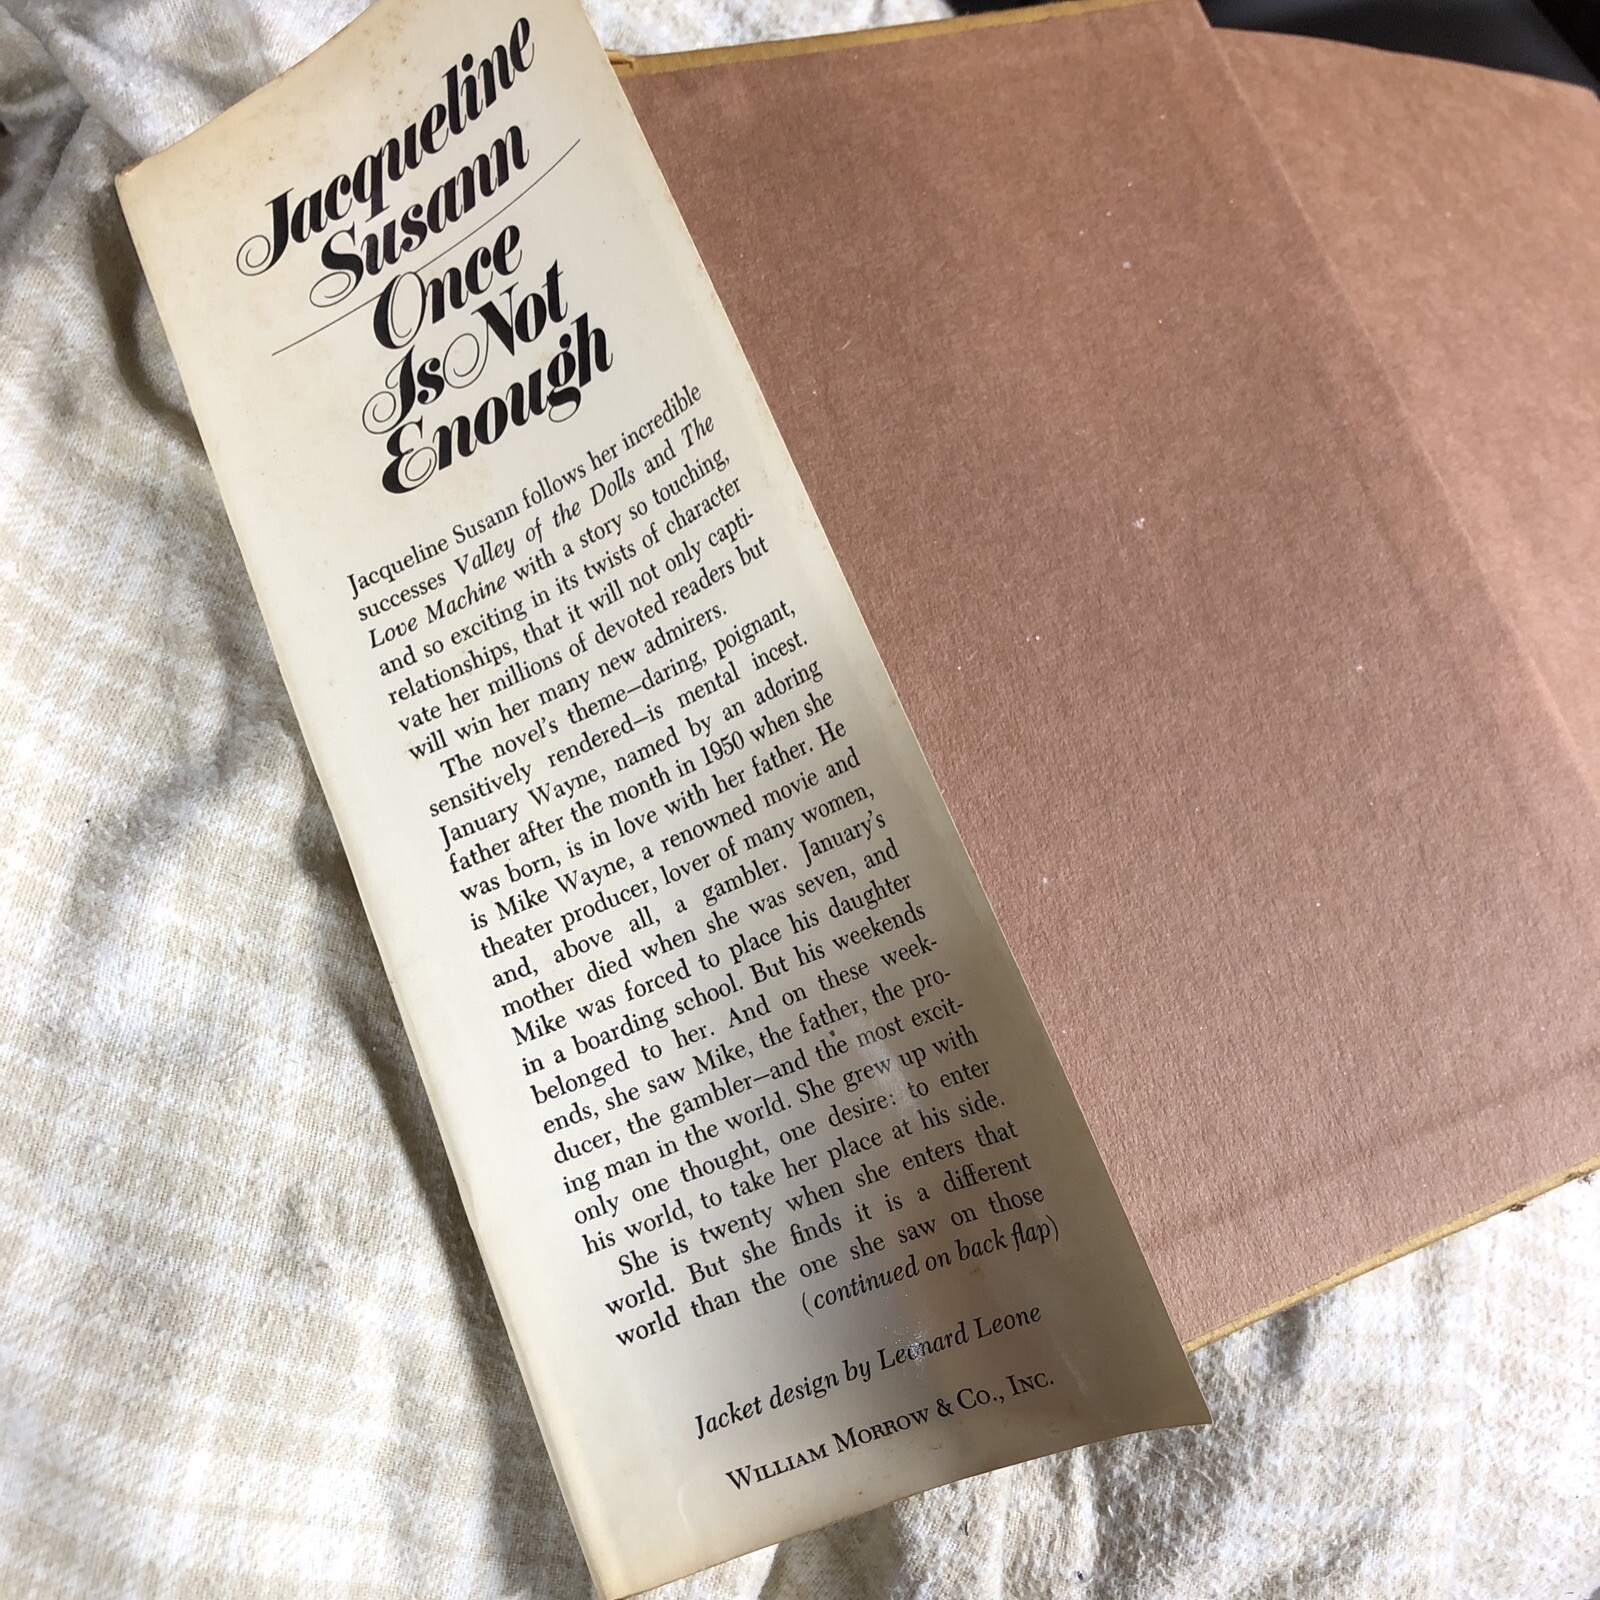 Jacqueline
Susann
Once
Is Not
Enough
Jacqueline Susann follows her incredible
successes Valley of the Dolls and The
Love Machine with a story so touching,
and so exciting in its twists of character
relationships, that it will not only capti-
vate her millions of devoted readers but
will win her many new admirers.
The novel's theme—daring, poignant,
sensitively rendered—is mental incest.
January Wayne, named by an adoring
father after the month in 1950 when she
was born, is in love with her father. He
is Mike Wayne, a renowned movie and
theater producer, lover of many women,
and, above all, a gambler. January's
mother died when she was seven, and
Mike was forced to place his daughter
in a boarding school. But his weekends
belonged to her. And on these week-
ends, she saw Mike, the father, the pro-
ducer, the gambler—and the most excit-
ing man in the world. She grew up with
only one thought, one desire: to enter
his world, to take her place at his side.
She is twenty when she enters that
world. But she finds it is a different
world than the one she saw on those
(continued on back flap)
Jacket design by Leonard Leone
WILLIAM MORROW & CO., INC.